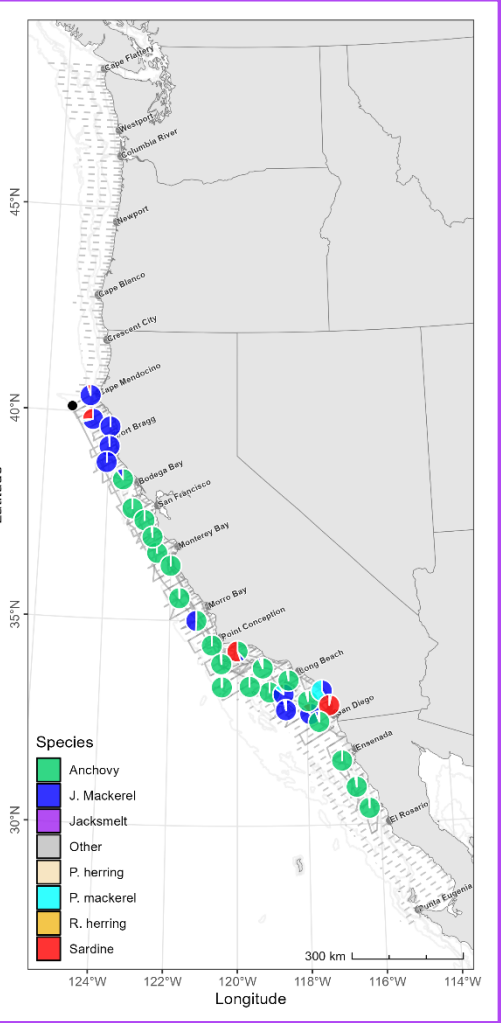 Cape Flattery
Westport
Columbia River
45°N
Newport
Cape Blanco
Crescent City
Cape Mendocino
40°N
ort Bragg
Bodega Bay
San Francisco
Monterey Bay
Morro Bay
35°N
Point Conception
Long Beach
San Diego
Ensenada
El Rosario
30°N
Punta Eugenia
Species
Anchovy
J. Mackerel
Jacksmelt
Other
P. herring
P. mackerel
R. herring
Sardine
300 km
124°W 122°W 120°W 118°W 116°W 114°W
Longitude